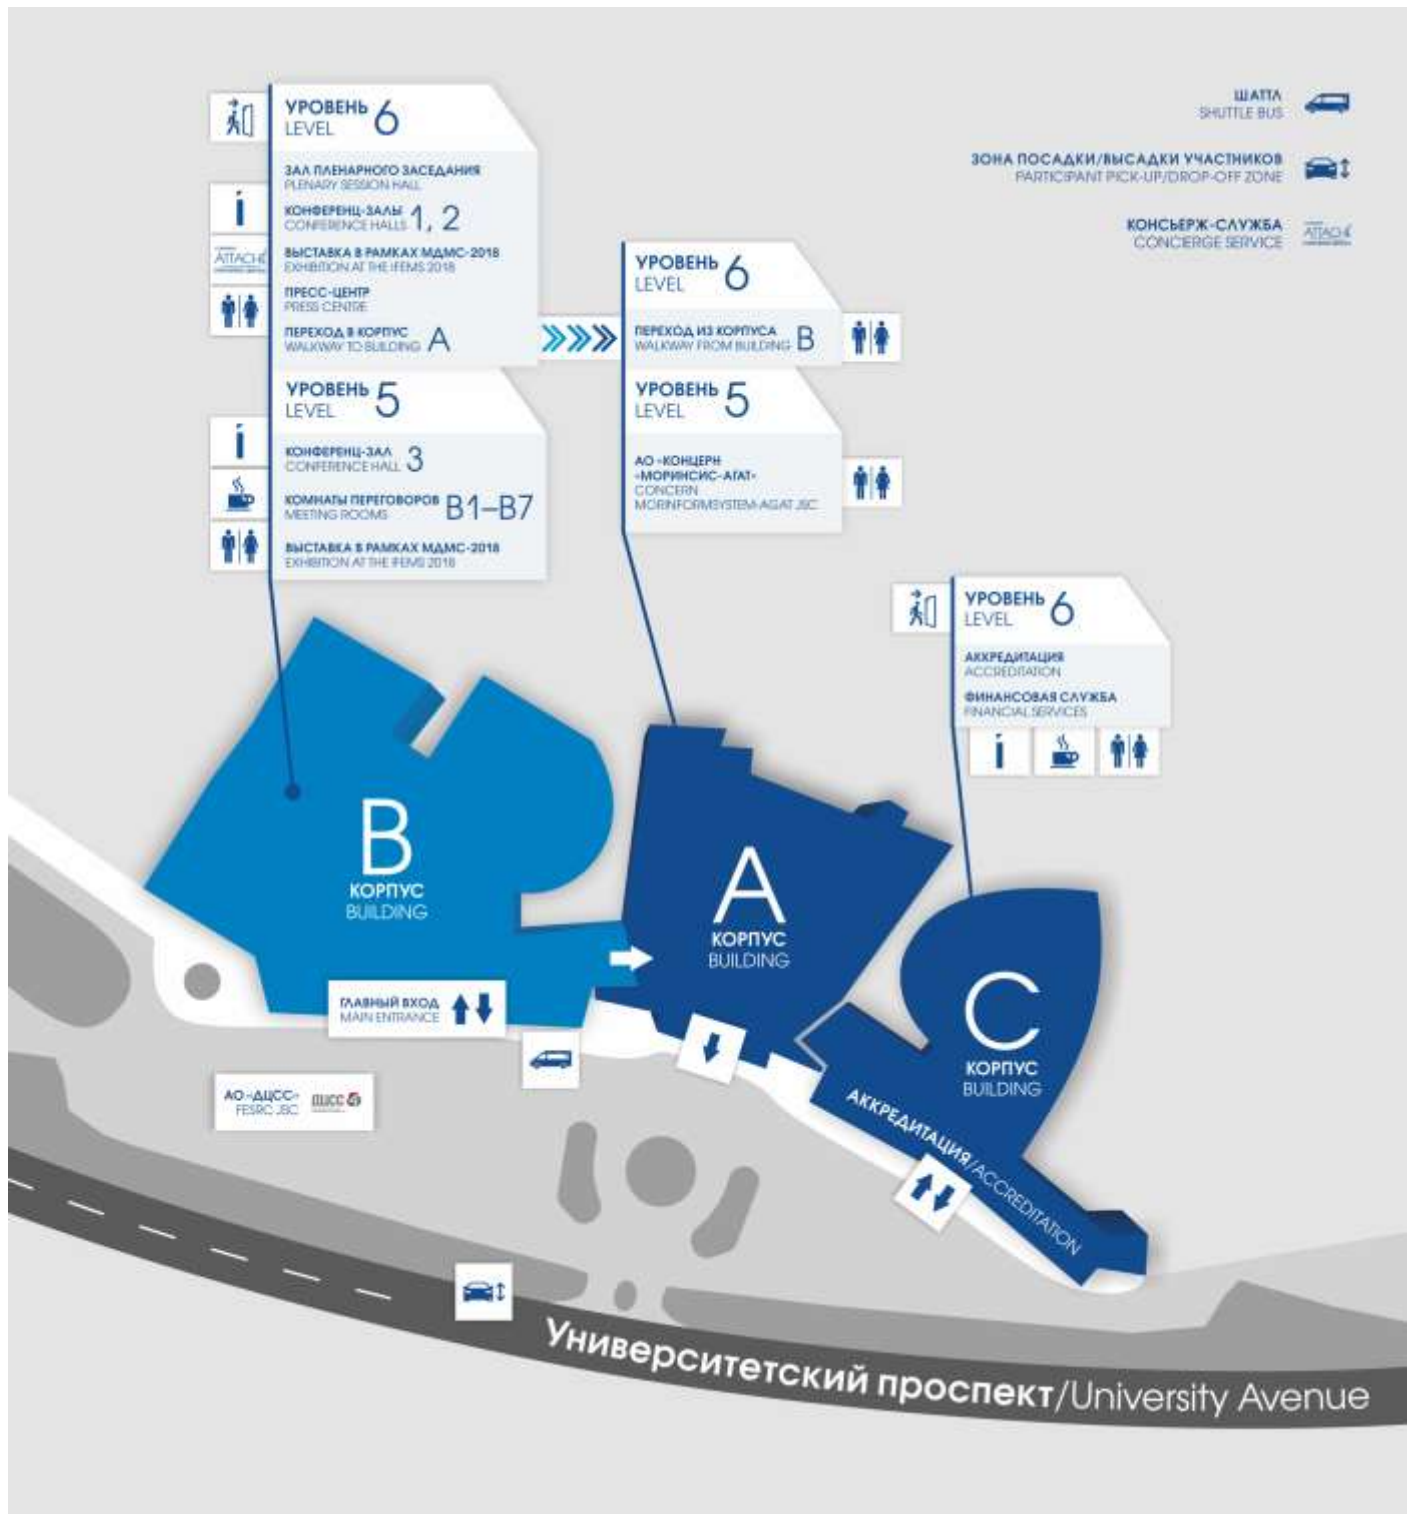 УРОВЕНЬ 6
LEVEL
ЗАЛ ПЛЕНАРНОГО ЗАСЕДАНИЯ
PLENARY SESSION HALL
КОНФЕРЕНЦ-ЗАЛЫ 1, 2
CONFERENCE HALLS
ВЫСТАВКА В РАМКАХ МДМС-2018
EXHIBITION AT THE IFEMS 2018
ПРЕСС-ЦЕНТР
PRESS CENTRE
ПЕРЕХОД В КОРПУС A
WALKWAY TO BUILDING
УРОВЕНЬ 5
LEVEL
КОНФЕРЕНЦ-ЗАЛ 3
CONFERENCE HALL
КОМНАТЫ ПЕРЕГОВОРОВ B1–B7
MEETING ROOMS
ВЫСТАВКА В РАМКАХ МДМС-2018
EXHIBITION AT THE IFEMS 2018
i
ATTACHÉ
i
ШАТТЛ
SHUTTLE BUS
ЗОНА ПОСАДКИ/ВЫСАДКИ УЧАСТНИКОВ
PARTICIPANT PICK-UP/DROP-OFF ZONE
КОНСЬЕРЖ-СЛУЖБА
CONCIERGE SERVICE
ATTACHÉ
УРОВЕНЬ 6
LEVEL
ПЕРЕХОД ИЗ КОРПУСА B
WALKWAY FROM BUILDING
УРОВЕНЬ 5
LEVEL
АО «КОНЦЕРН
«МОРИНСИС-АГАТ»
CONCERN
MORINFORMSYSTEM-AGAT JSC
УРОВЕНЬ 6
LEVEL
АККРЕДИТАЦИЯ
ACCREDITATION
ФИНАНСОВАЯ СЛУЖБА
FINANCIAL SERVICES
i
B
КОРПУС
BUILDING
A
КОРПУС
BUILDING
C
КОРПУС
BUILDING
ГЛАВНЫЙ ВХОД
MAIN ENTRANCE
АККРЕДИТАЦИЯ/ACCREDITATION
АО «ДЦСС»
FESRC JSC
ДЦСС
Университетский проспект/University Avenue